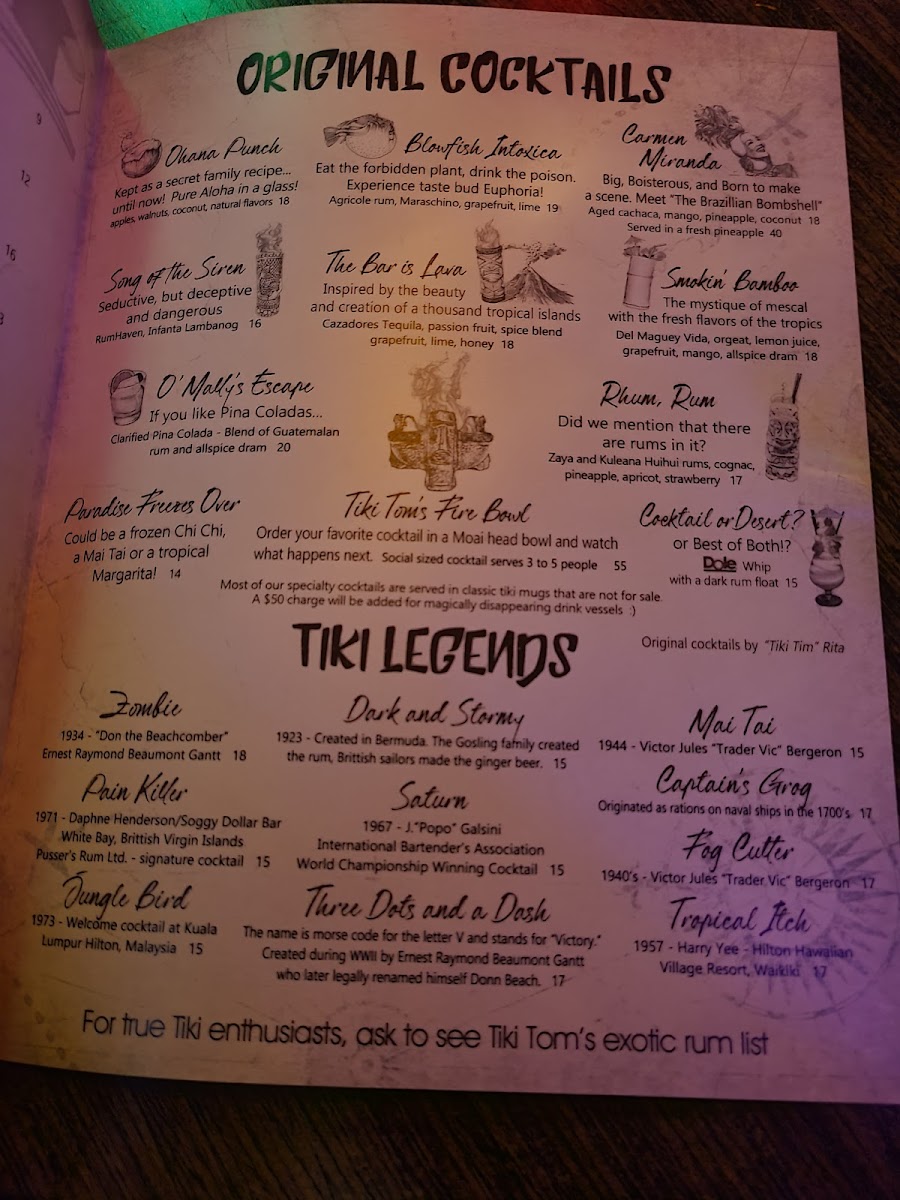 9
12
16
ORIGINAL COCKTAILS
Ohana Punch
Kept as a secret family recipe...
until now! Pure Aloha in a glass!
apples, walnuts, coconut, natural flavors 18
Blowfish Intoxica
Eat the forbidden plant, drink the poison.
Experience taste bud Euphoria!
Agricole rum, Maraschino, grapefruit, lime 19
Carmen
Miranda
Big, Boisterous, and Born to make
a scene. Meet "The Brazillian Bombshell"
Aged cachaca, mango, pineapple, coconut 18
Served in a fresh pineapple 40
Song of the Siren
Seductive, but deceptive
and dangerous
RumHaven, Infanta Lambanog 16
The Bar is Lava
Inspired by the beauty
and creation of a thousand tropical islands
Cazadores Tequila, passion fruit, spice blend
grapefruit, lime, honey 18
Smokin' Bamboo
The mystique of mescal
with the fresh flavors of the tropics
Del Maguey Vida, orgeat, lemon juice,
grapefruit, mango, allspice dram 18
O'Mally's Escape
If you like Pina Coladas...
Clarified Pina Colada - Blend of Guatemalan
rum and allspice dram 20
Rhum, Rum
Did we mention that there
are rums in it?
Zaya and Kuleana Huihui rums, cognac,
pineapple, apricot, strawberry 17
Paradise Freezes Over
Could be a frozen Chi Chi,
a Mai Tai or a tropical
Margarita! 14
Tiki Tom's Fire Bowl
Order your favorite cocktail in a Moai head bowl and watch
what happens next. Social sized cocktail serves 3 to 5 people 55
Cocktail or Desert?
or Best of Both!?
Dole Whip
with a dark rum float 15
Most of our specialty cocktails are served in classic tiki mugs that are not for sale.
A $50 charge will be added for magically disappearing drink vessels :)
TIKI LEGENDS
Original cocktails by "Tiki Tim" Rita
Zombie
1934 - "Don the Beachcomber"
Ernest Raymond Beaumont Gantt 18
Dark and Stormy
1923 - Created in Bermuda. The Gosling family created
the rum, Brittish sailors made the ginger beer. 15
Mai Tai
1944 - Victor Jules "Trader Vic" Bergeron 15
Pain Killer
1971 - Daphne Henderson/Soggy Dollar Bar
White Bay, Brittish Virgin Islands
Pusser's Rum Ltd. - signature cocktail 15
Saturn
1967 - J."Popo" Galsini
International Bartender's Association
World Championship Winning Cocktail 15
Captain's Grog
Originated as rations on naval ships in the 1700's 17
Fog Cutter
1940's - Victor Jules "Trader Vic" Bergeron 17
Jungle Bird
1973 - Welcome cocktail at Kuala
Lumpur Hilton, Malaysia 15
Three Dots and a Dash
The name is morse code for the letter V and stands for "Victory."
Created during WWII by Ernest Raymond Beaumont Gantt
who later legally renamed himself Donn Beach. 17
Tropical Itch
1957 - Harry Yee - Hilton Hawaiian
Village Resort, Waikiki 17
For true Tiki enthusiasts, ask to see Tiki Tom's exotic rum list